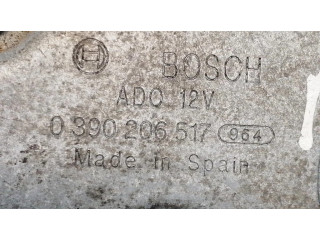 BOSCH
ADO 12V
0 390 206 517 964
Made in Spain